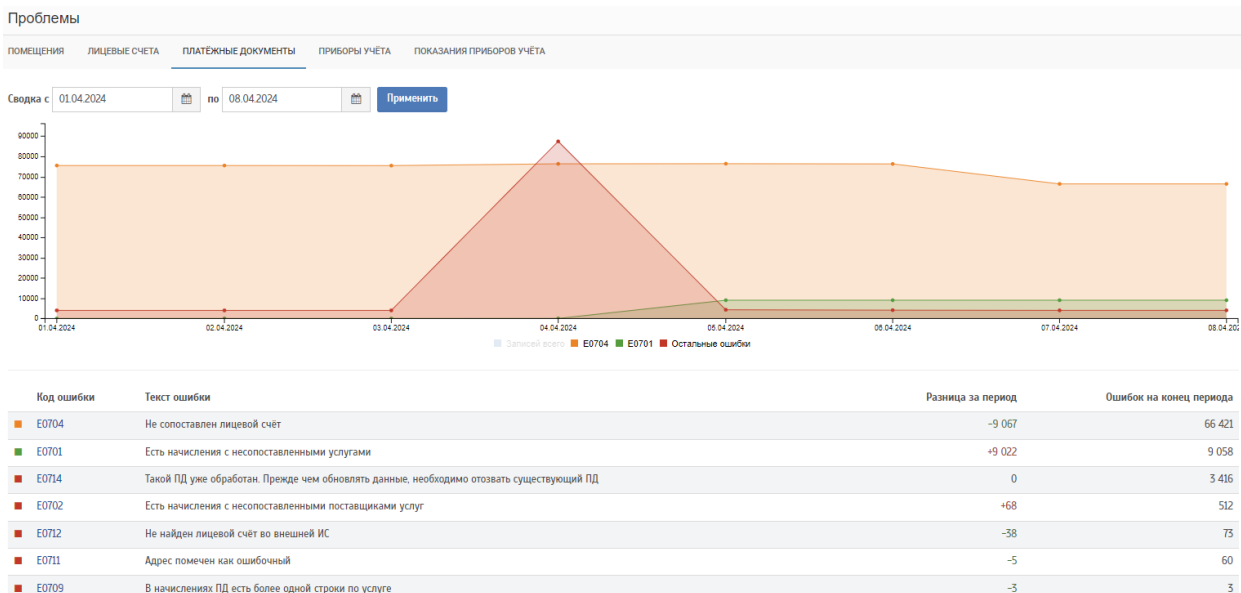 Проблемы
ПОМЕЩЕНИЯ ЛИЦЕВЫЕ СЧЕТА ПЛАТЁЖНЫЕ ДОКУМЕНТЫ ПРИБОРЫ УЧЁТА ПОКАЗАНИЯ ПРИБОРОВ УЧЁТА
Сводка с 01.04.2024 по 08.04.2024 Применить
90000
80000
70000
60000
50000
40000
30000
20000
10000
0
01.04.2024 02.04.2024 03.04.2024 04.04.2024 05.04.2024 06.04.2024 07.04.2024 08.04.202
Записей всего E0704 E0701 Остальные ошибки
Код ошибки Текст ошибки Разница за период Ошибок на конец периода
E0704 Не сопоставлен лицевой счёт −9 067 66 421
E0701 Есть начисления с несопоставленными услугами +9 022 9 058
E0714 Такой ПД уже обработан. Прежде чем обновлять данные, необходимо отозвать существующий ПД 0 3 416
E0702 Есть начисления с несопоставленными поставщиками услуг +68 512
E0712 Не найден лицевой счёт во внешней ИС −38 73
E0711 Адрес помечен как ошибочный −5 60
E0709 В начислениях ПД есть более одной строки по услуге −3 3